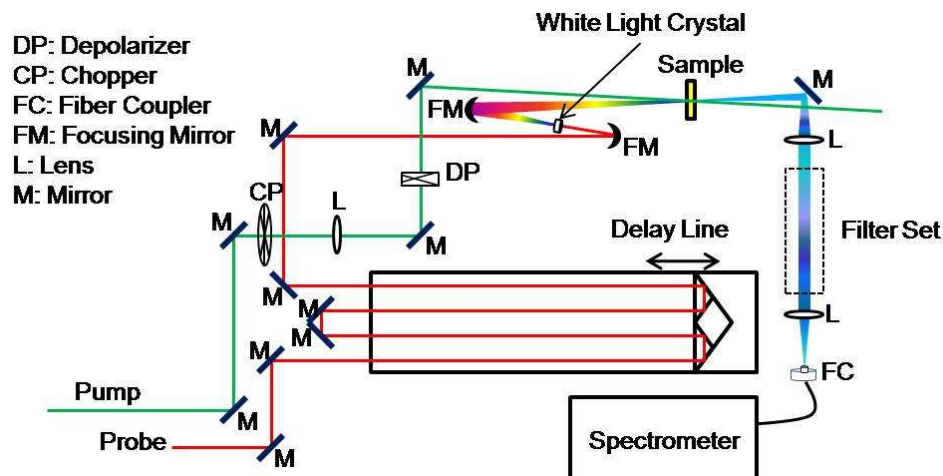 DP: Depolarizer
CP: Chopper
FC: Fiber Coupler
FM: Focusing Mirror
L: Lens
M: Mirror
White Light Crystal
Sample
M
M
FM
FM
M
L
DP
CP
L
M
M
Filter Set
Delay Line
M
M
M
L
M
FC
Pump
M
Probe
M
Spectrometer